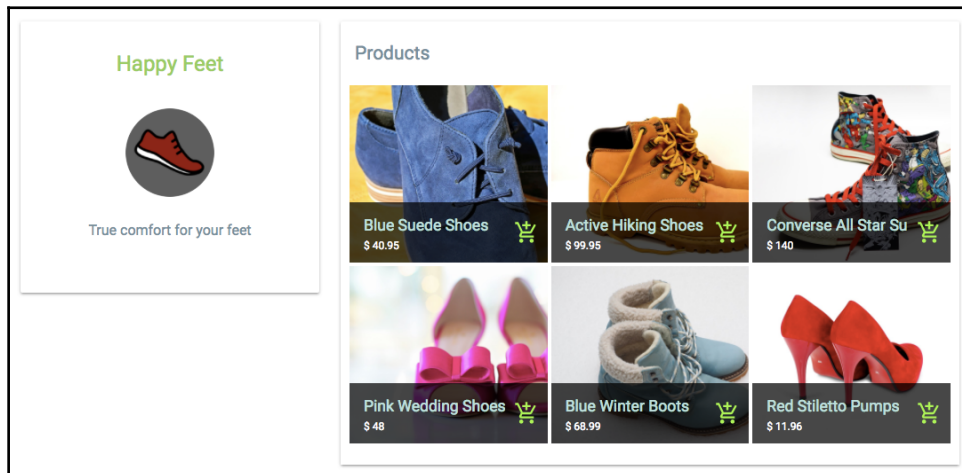 Happy Feet
True comfort for your feet
Products
Blue Suede Shoes
$ 40.95
Active Hiking Shoes
$ 99.95
Converse All Star Su
$ 140
Pink Wedding Shoes
$ 48
Blue Winter Boots
$ 68.99
Red Stiletto Pumps
$ 11.96